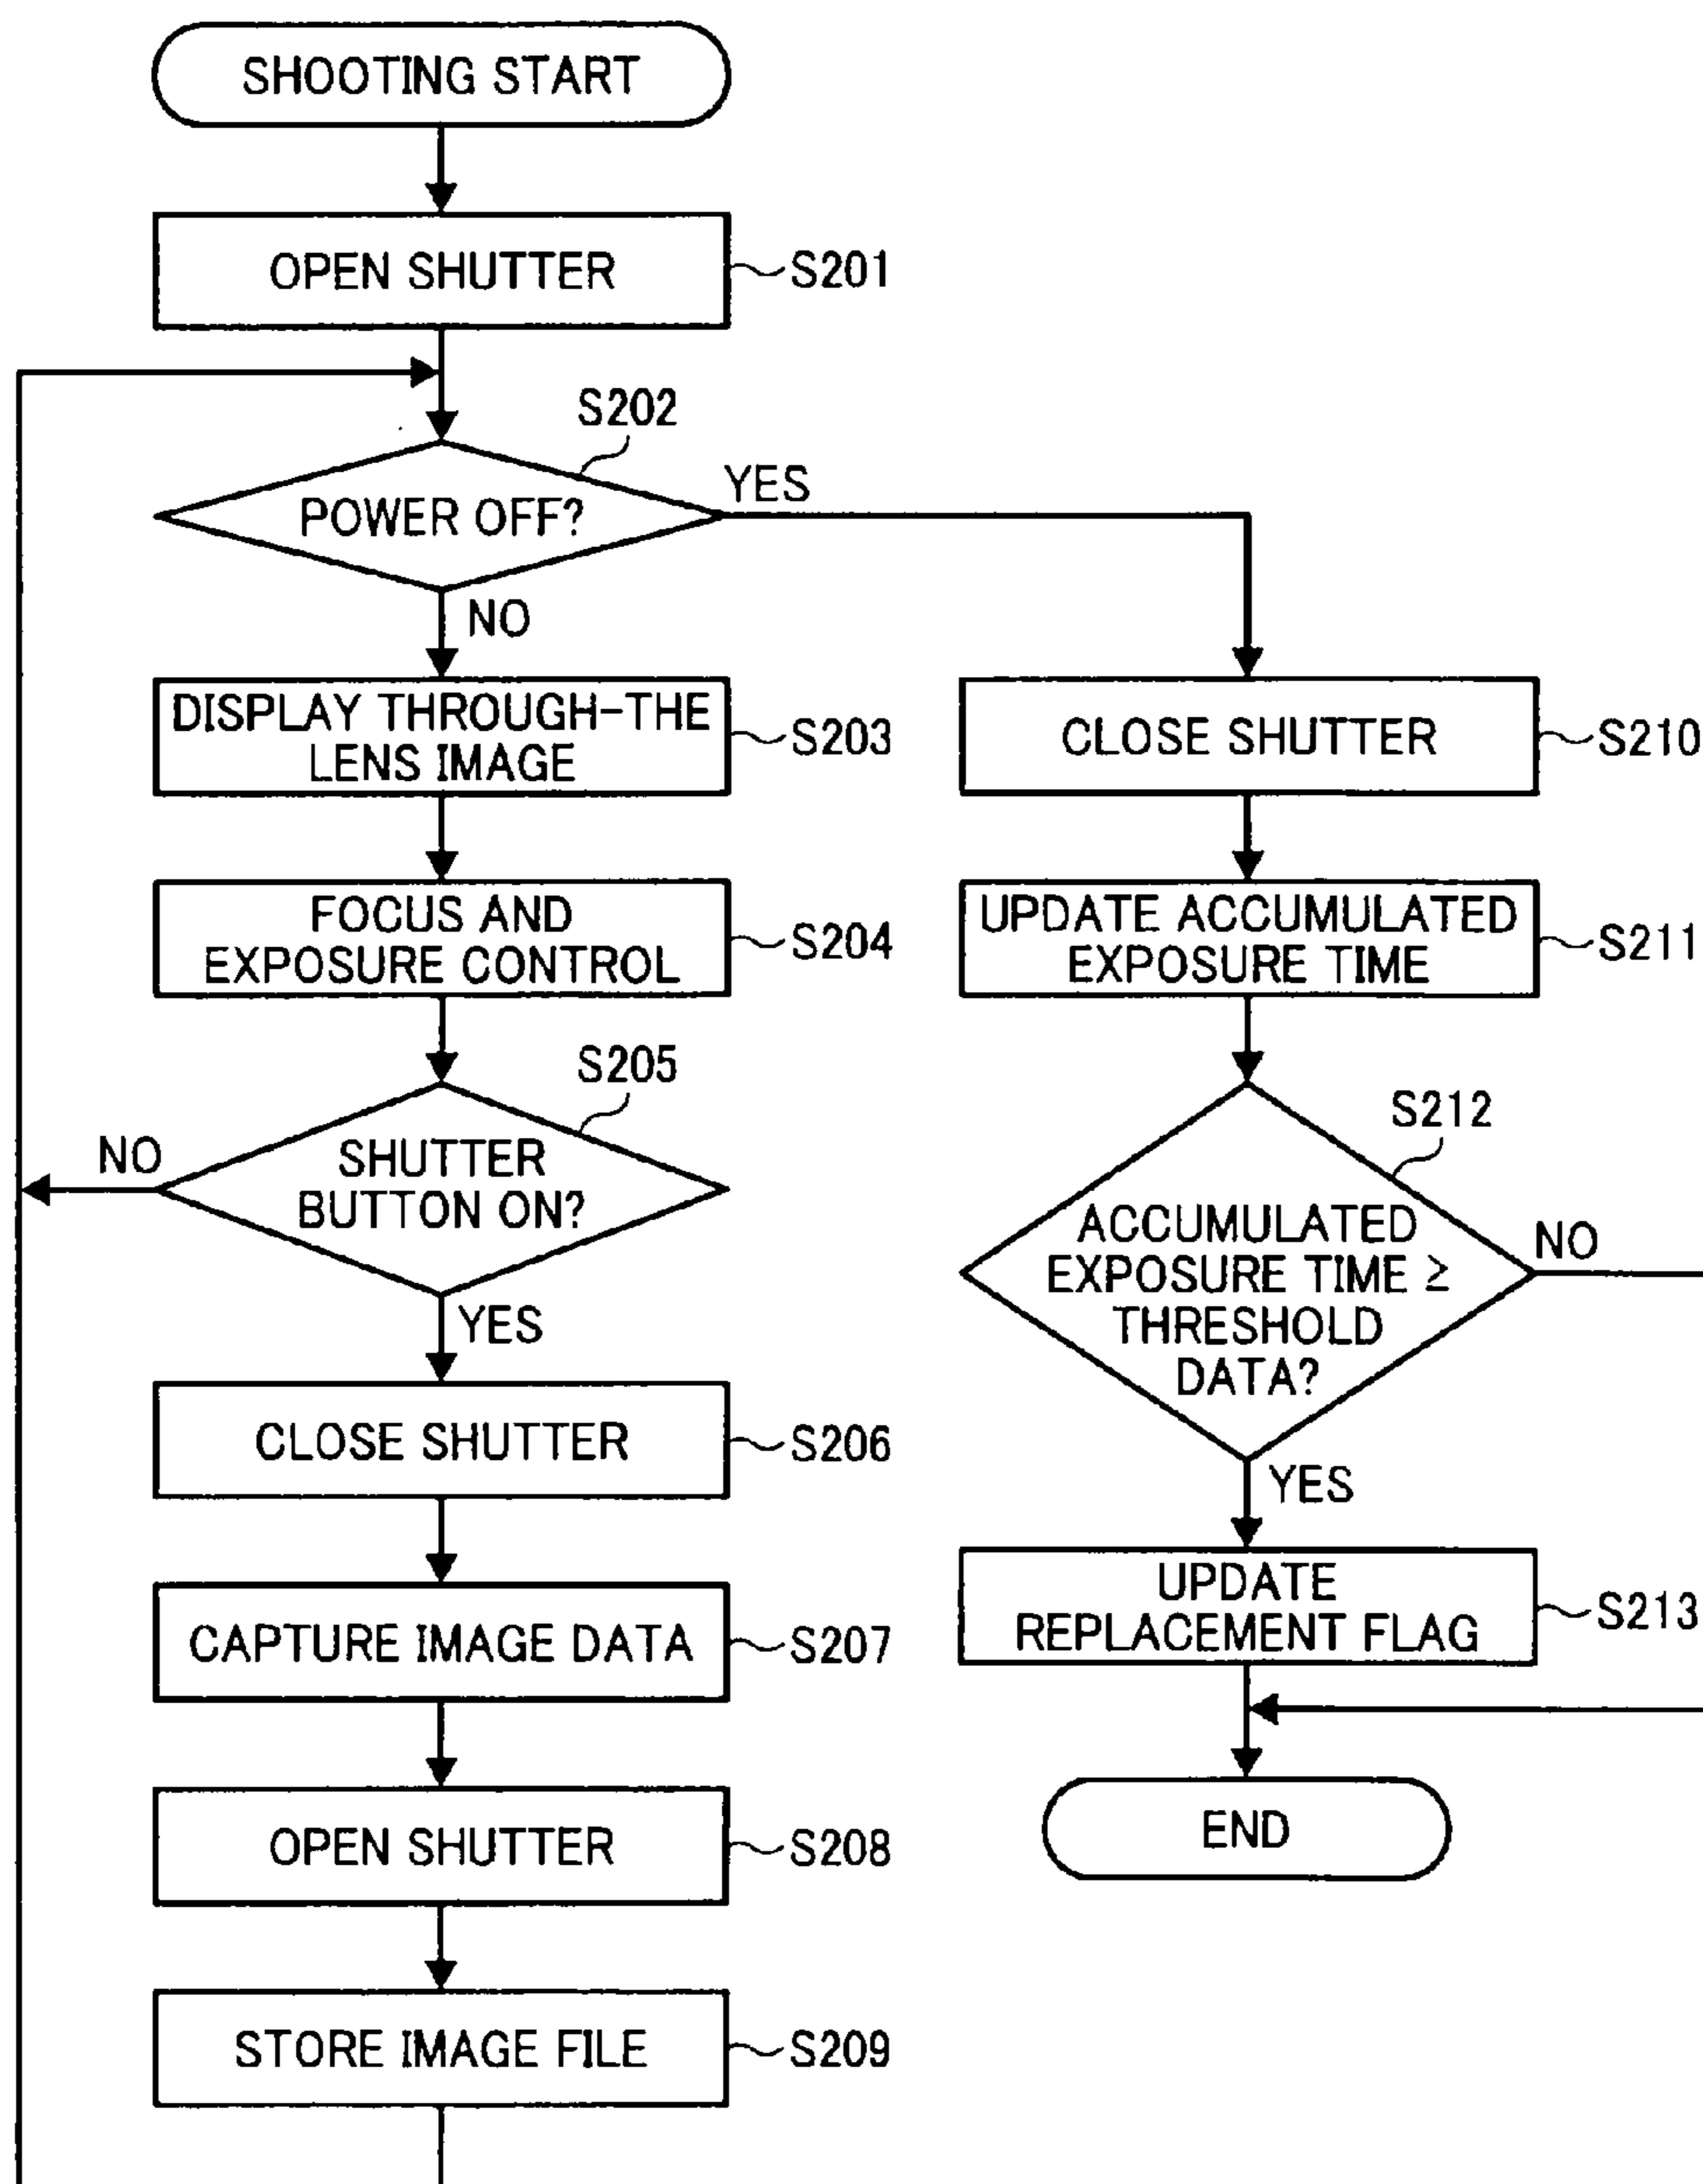 SHOOTING START
OPEN SHUTTER
S201
S202
POWER OFF?
YES
NO
DISPLAY THROUGH-THE
LENS IMAGE
S203
FOCUS AND
EXPOSURE CONTROL
S204
S205
SHUTTER
BUTTON ON?
NO
YES
CLOSE SHUTTER
S206
CAPTURE IMAGE DATA
S207
OPEN SHUTTER
S208
STORE IMAGE FILE
S209
CLOSE SHUTTER
S210
UPDATE ACCUMULATED
EXPOSURE TIME
S211
S212
ACCUMULATED
EXPOSURE TIME ≥
THRESHOLD
DATA?
NO
YES
UPDATE
REPLACEMENT FLAG
S213
END